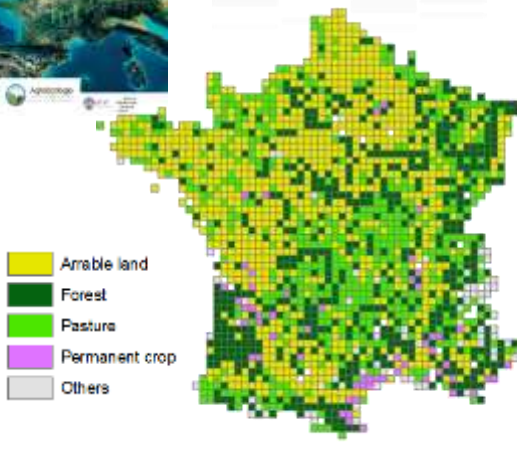 Arrable land
Forest
Pasture
Permanent crop
Others